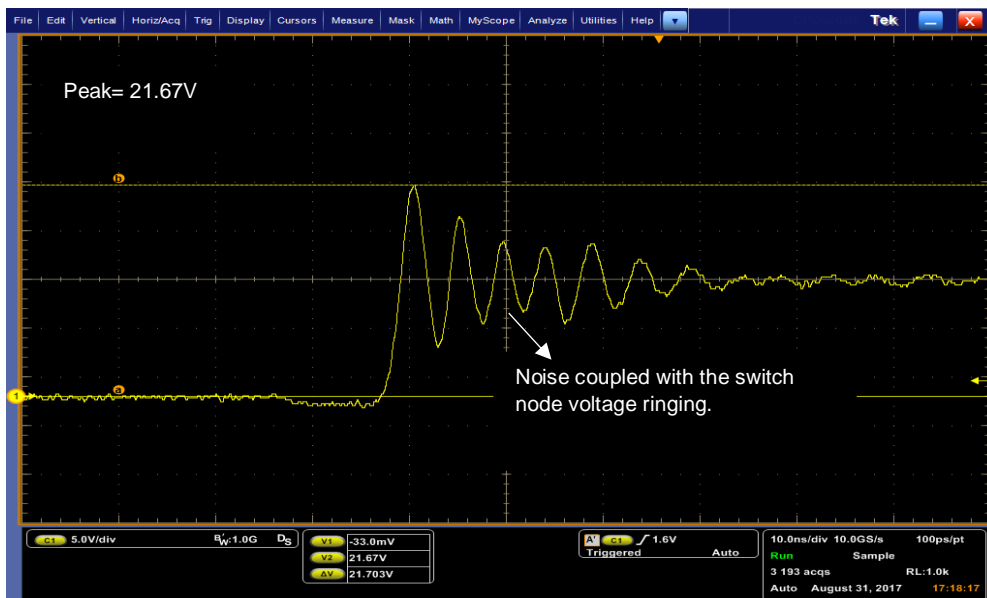 File Edit Vertical Horiz/Acq Trig Display Cursors Measure Mask Math MyScope Analyze Utilities Help Tek X
Peak= 21.67V
b
Noise coupled with the switch
node voltage ringing.
a
1
C1 5.0V/div BW:1.0G DS
V1 -33.0mV
V2 21.67V
ΔV 21.703V
A' C1 1.6V
Triggered Auto
10.0ns/div 10.0GS/s 100ps/pt
Run Sample
3 193 acqs RL:1.0k
Auto August 31, 2017 17:18:17